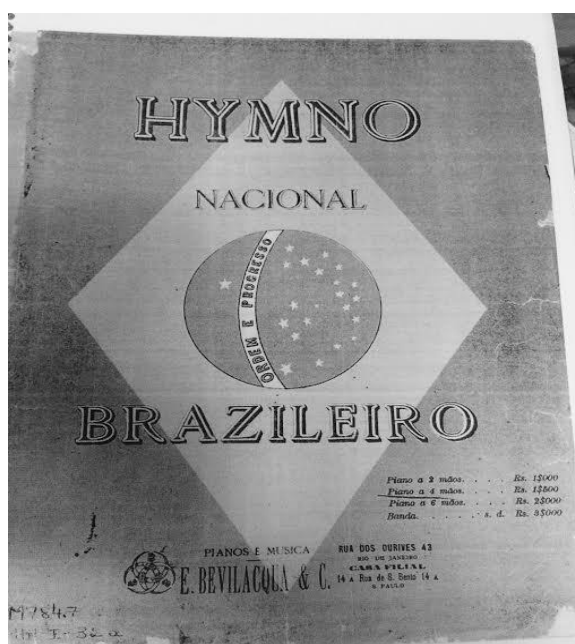 HYMNO
NACIONAL
ORDEM E PROGRESSO
BRAZILEIRO
Piano a 2 mãos. . . . . Rs. 1$000
Piano a 4 mãos. . . . . Rs. 1$500
Piano a 6 mãos. . . . . Rs. 2$000
Banda. . . . . . s. d. Rs. 3$000
PIANOS E MUSICA
E. BEVILACQUA & C.
RUA DOS OURIVES 43
RIO DE JANEIRO
CASA FILIAL
14 A Rua de S. Bento 14 A
S. PAULO
M784.7